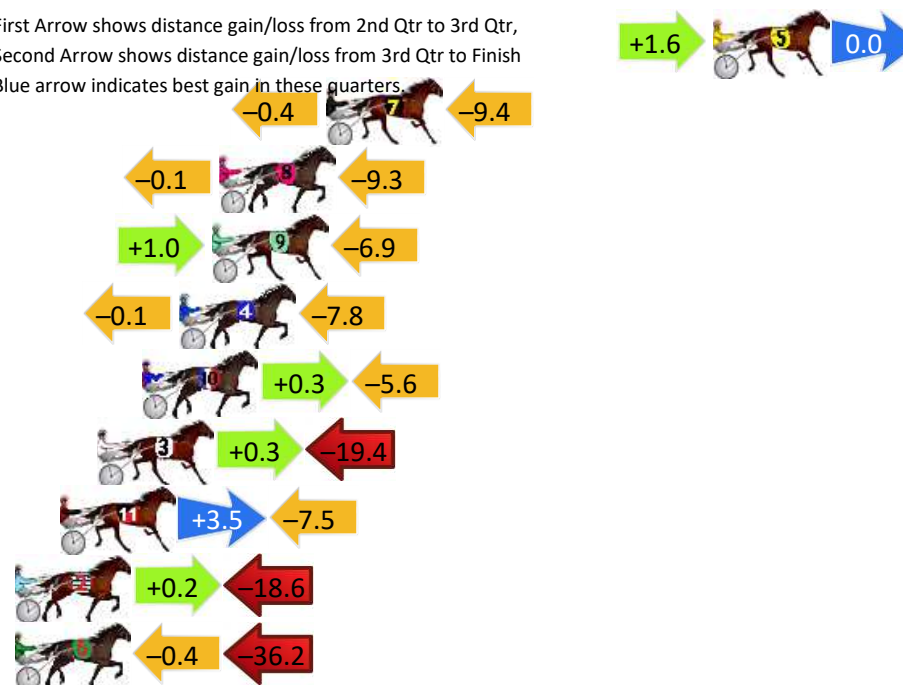 First Arrow shows distance gain/loss from 2nd Qtr to 3rd Qtr,
Second Arrow shows distance gain/loss from 3rd Qtr to Finish
Blue arrow indicates best gain in these quarters.
+1.6 5 0.0
–0.4 7 –9.4
–0.1 8 –9.3
+1.0 9 –6.9
–0.1 4 –7.8
10 +0.3 –5.6
3 +0.3 –19.4
11 +3.5 –7.5
2 +0.2 –18.6
–0.4 –36.2